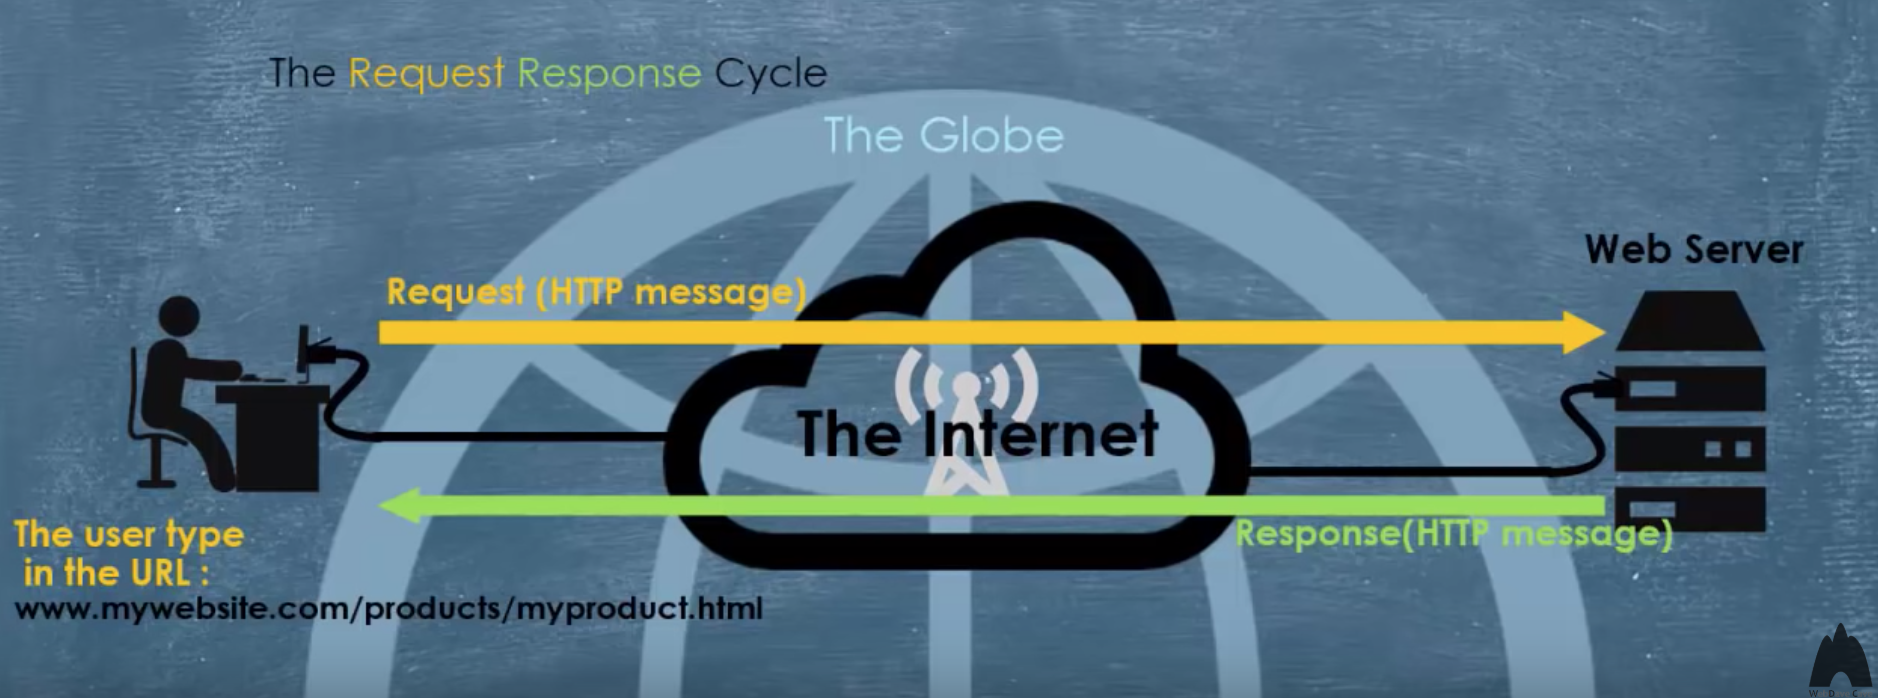 The Request Response Cycle
The Globe
Web Server
Request (HTTP message)
The Internet
Response(HTTP message)
The user type
in the URL :
www.mywebsite.com/products/myproduct.html